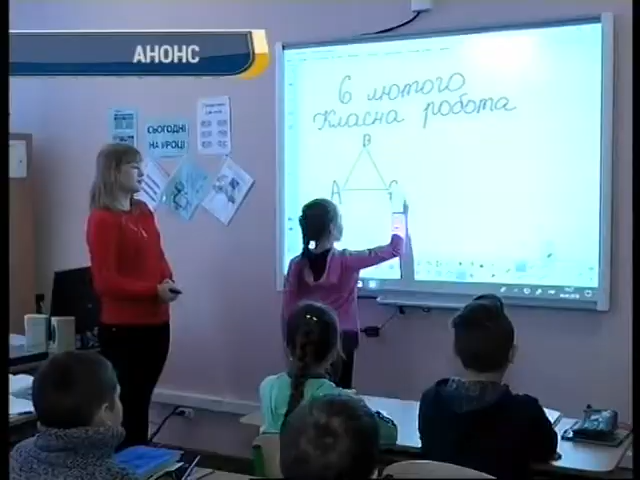 АНОНС
6 лютого
Класна робота
В
А
С
СЬОГОДНІ
НА УРОЦІ